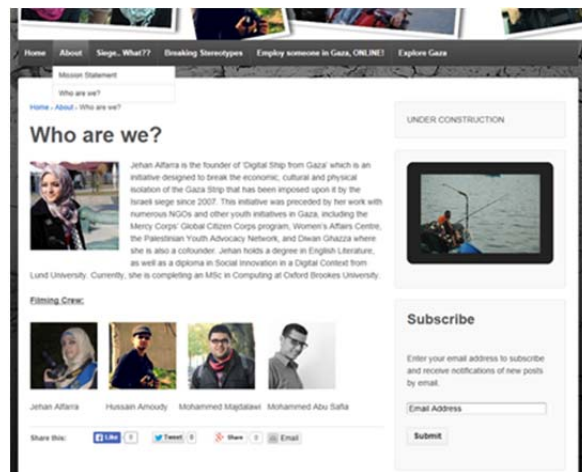 Home About Siege.. What?? Breaking Stereotypes Employ someone in Gaza, ONLINE! Explore Gaza
Mission Statement
Who are we?
Home › About › Who are we?
Who are we?
Jehan Alfarra is the founder of 'Digital Ship from Gaza' which is an
initiative designed to break the economic, cultural and physical
isolation of the Gaza Strip that has been imposed upon it by the
Israeli siege since 2007. This initiative was preceded by her work with
numerous NGOs and other youth initiatives in Gaza, including the
Mercy Corps' Global Citizen Corps program, Women's Affairs Centre,
the Palestinian Youth Advocacy Network, and Diwan Ghazza where
she is also a cofounder. Jehan holds a degree in English Literature,
as well as a diploma in Social Innovation in a Digital Context from
Lund University. Currently, she is completing an MSc in Computing at Oxford Brookes University.
Filming Crew:
Jehan Alfarra Hussain Amoudy Mohammed Majdalawi Mohammed Abu Safia
Share this: Like 0 Tweet 0 Share 0 Email
UNDER CONSTRUCTION
Subscribe
Enter your email address to subscribe
and receive notifications of new posts
by email.
Email Address
Submit